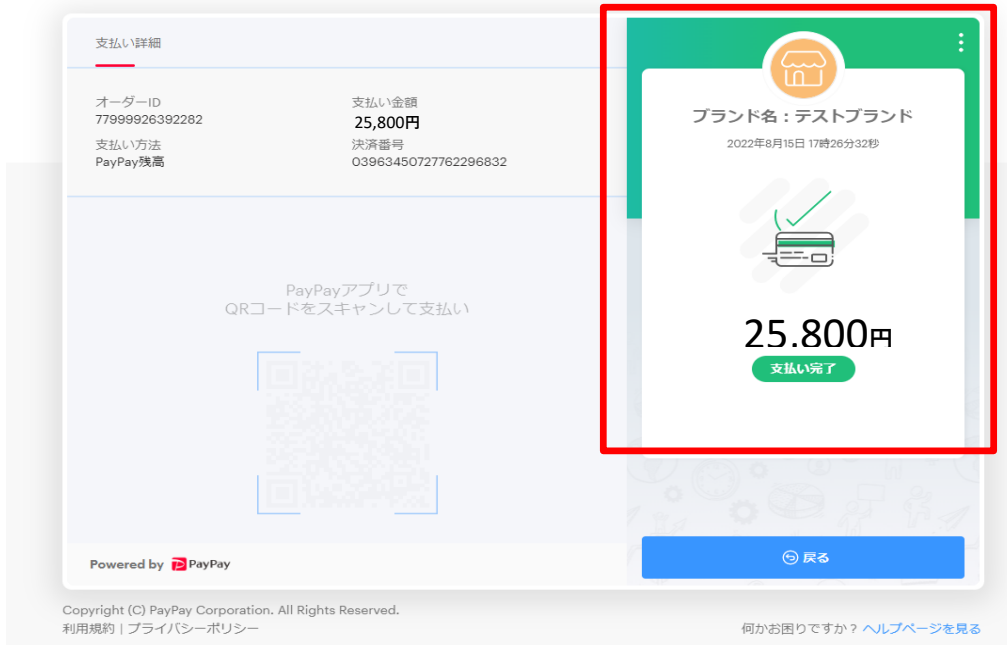 支払い詳細
オーダーID
77999926392282
支払い方法
PayPay残高
支払い金額
25,800円
決済番号
03963450727762296832
PayPayアプリで
QRコードをスキャンして支払い
Powered by PayPay
ブランド名：テストブランド
2022年8月15日 17時26分32秒
25,800円
支払い完了
戻る
Copyright (C) PayPay Corporation. All Rights Reserved.
利用規約 | プライバシーポリシー
何かお困りですか？ ヘルプページを見る